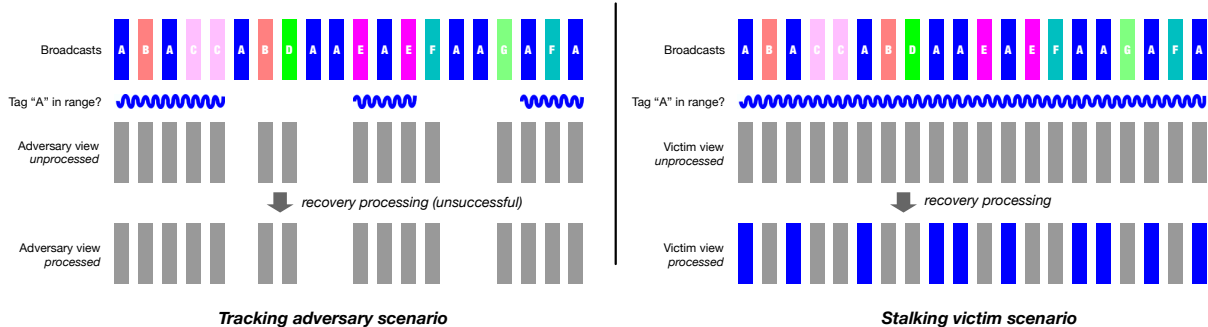 Broadcasts
A B A C C A B D A A E A E F A A G A F A
Tag “A” in range?
Adversary view
unprocessed
recovery processing (unsuccessful)
Adversary view
processed
Tracking adversary scenario
Broadcasts
A B A C C A B D A A E A E F A A G A F A
Tag “A” in range?
Victim view
unprocessed
recovery processing
Victim view
processed
Stalking victim scenario